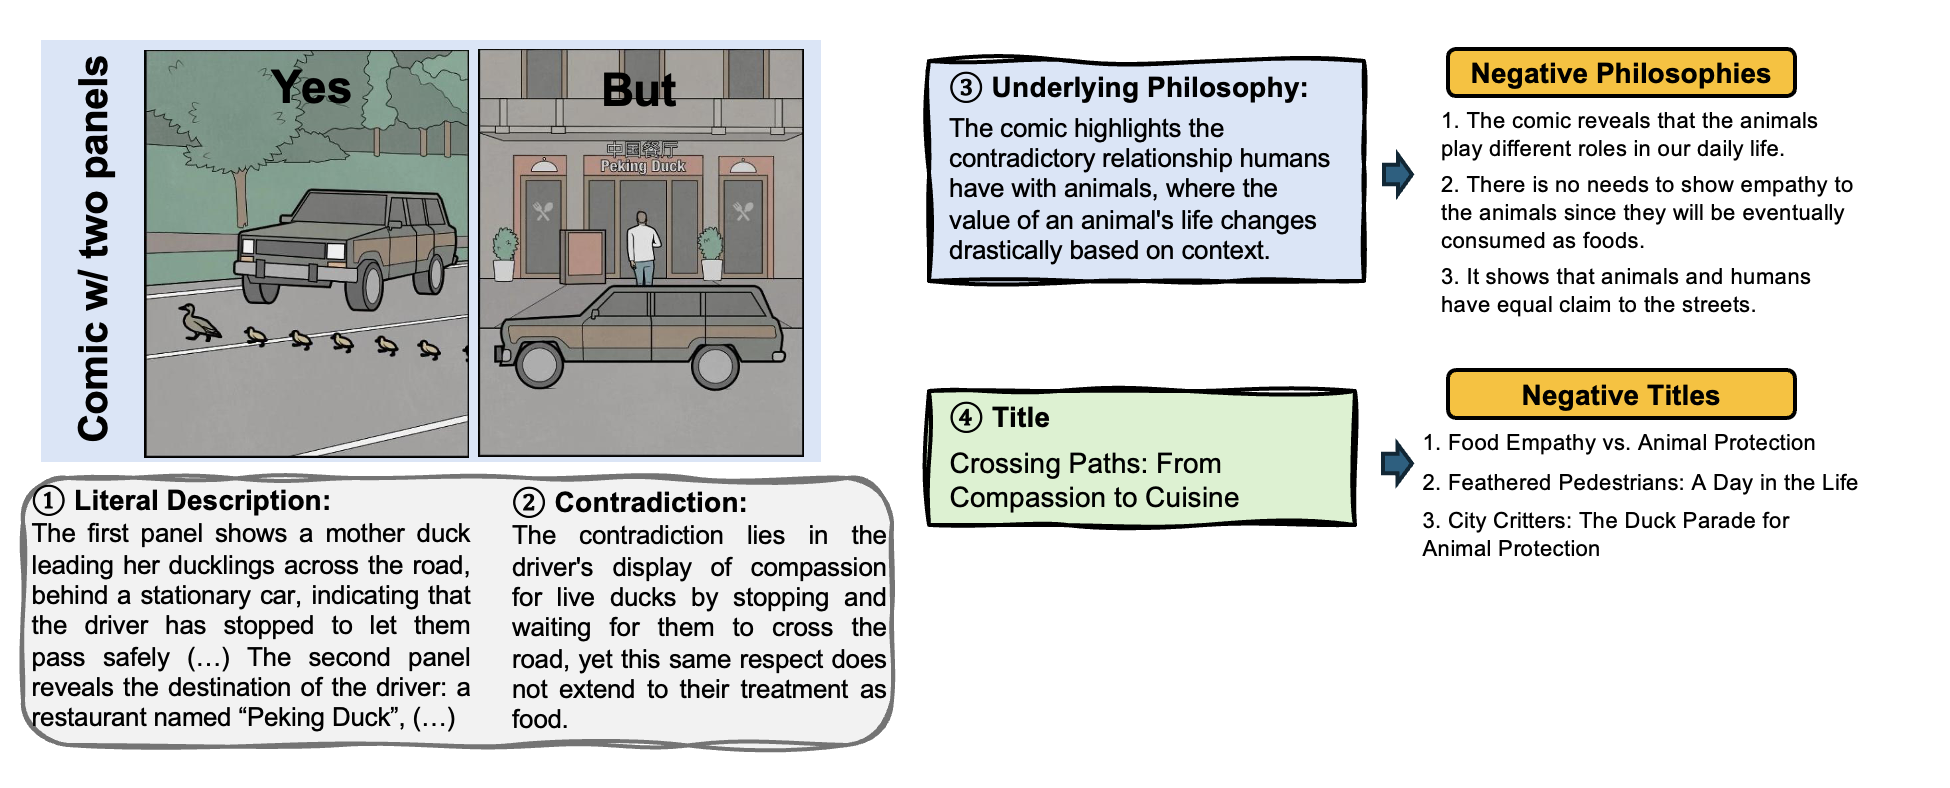 Comic w/ two panels
Yes
But
中国餐厅
Peking Duck
① Literal Description:
The first panel shows a mother duck
leading her ducklings across the road,
behind a stationary car, indicating that
the driver has stopped to let them
pass safely (…) The second panel
reveals the destination of the driver: a
restaurant named “Peking Duck”, (…)
② Contradiction:
The contradiction lies in the
driver's display of compassion
for live ducks by stopping and
waiting for them to cross the
road, yet this same respect does
not extend to their treatment as
food.
③ Underlying Philosophy:
The comic highlights the
contradictory relationship humans
have with animals, where the
value of an animal's life changes
drastically based on context.
Negative Philosophies
1. The comic reveals that the animals
play different roles in our daily life.
2. There is no needs to show empathy to
the animals since they will be eventually
consumed as foods.
3. It shows that animals and humans
have equal claim to the streets.
④ Title
Crossing Paths: From
Compassion to Cuisine
Negative Titles
1. Food Empathy vs. Animal Protection
2. Feathered Pedestrians: A Day in the Life
3. City Critters: The Duck Parade for
Animal Protection